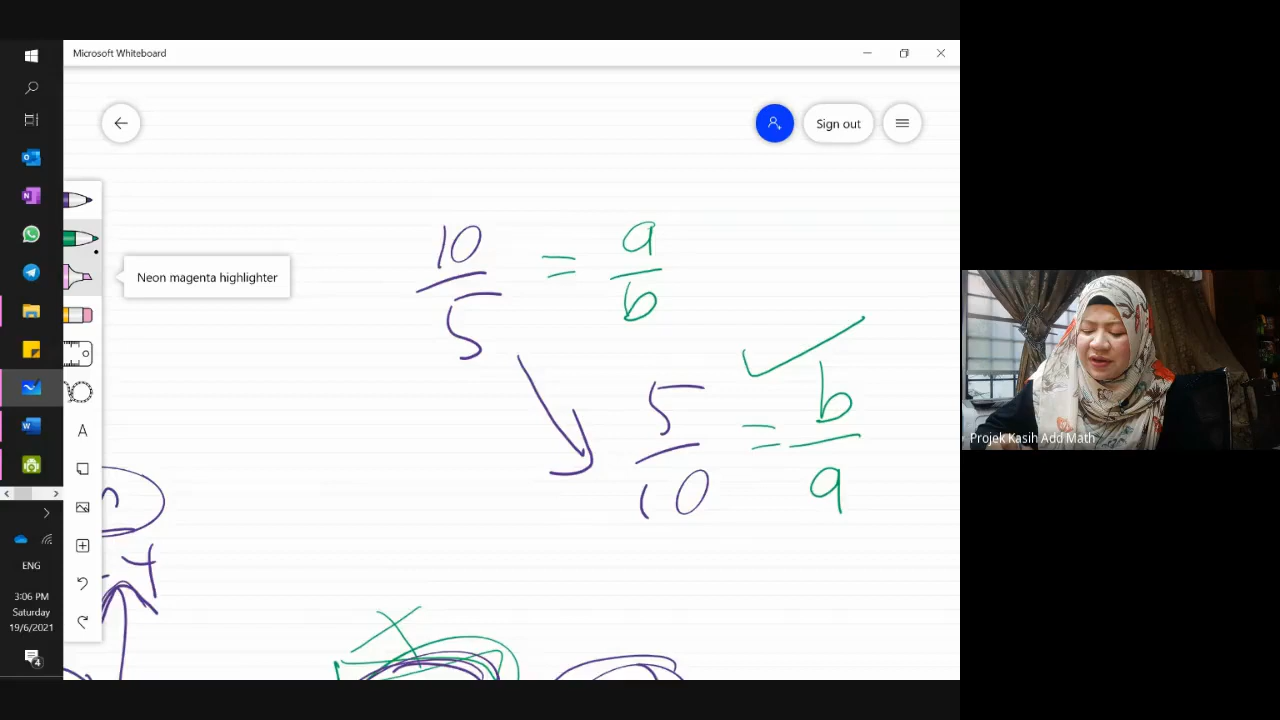 Microsoft Whiteboard
Sign out
Neon magenta highlighter
10/5 = a/b
5/10 = b/a
Projek Kasih Add Math
A
ENG
3:06 PM
Saturday
19/6/2021
4